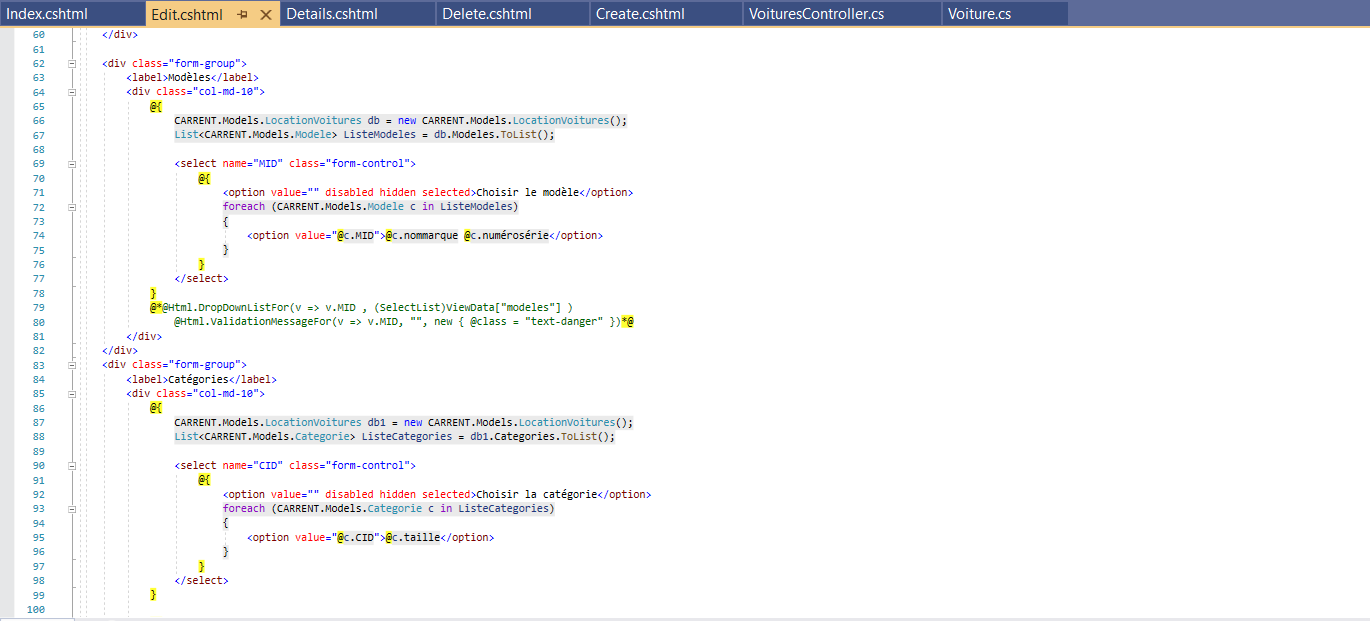 Index.cshtml Edit.cshtml Details.cshtml Delete.cshtml Create.cshtml VoituresController.cs Voiture.cs
60 </div>
61
62 <div class="form-group">
63 <label>Modèles</label>
64 <div class="col-md-10">
65 @{
66 CARRENT.Models.LocationVoitures db = new CARRENT.Models.LocationVoitures();
67 List<CARRENT.Models.Modele> ListeModeles = db.Modeles.ToList();
68
69 <select name="MID" class="form-control">
70 @{
71 <option value="" disabled hidden selected>Choisir le modèle</option>
72 foreach (CARRENT.Models.Modele c in ListeModeles)
73 {
74 <option value="@c.MID">@c.nommarque @c.numérosérie</option>
75 }
76 }
77 </select>
78 }
79 @*@Html.DropDownListFor(v => v.MID , (SelectList)ViewData["modeles"] )
80 @Html.ValidationMessageFor(v => v.MID, "", new { @class = "text-danger" })*@
81 </div>
82 </div>
83 <div class="form-group">
84 <label>Catégories</label>
85 <div class="col-md-10">
86 @{
87 CARRENT.Models.LocationVoitures db1 = new CARRENT.Models.LocationVoitures();
88 List<CARRENT.Models.Categorie> ListeCategories = db1.Categories.ToList();
89
90 <select name="CID" class="form-control">
91 @{
92 <option value="" disabled hidden selected>Choisir la catégorie</option>
93 foreach (CARRENT.Models.Categorie c in ListeCategories)
94 {
95 <option value="@c.CID">@c.taille</option>
96 }
97 }
98 </select>
99 }
100